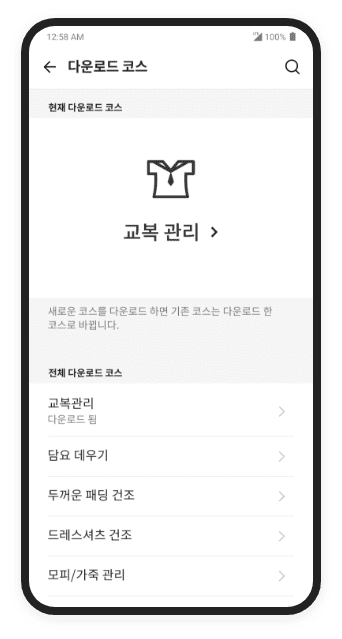 12:58 AM
100%
다운로드 코스
현재 다운로드 코스
교복 관리
새로운 코스를 다운로드 하면 기존 코스는 다운로드 한
코스로 바뀝니다.
전체 다운로드 코스
교복관리
다운로드 됨
담요 데우기
두꺼운 패딩 건조
드레스셔츠 건조
모피/가죽 관리